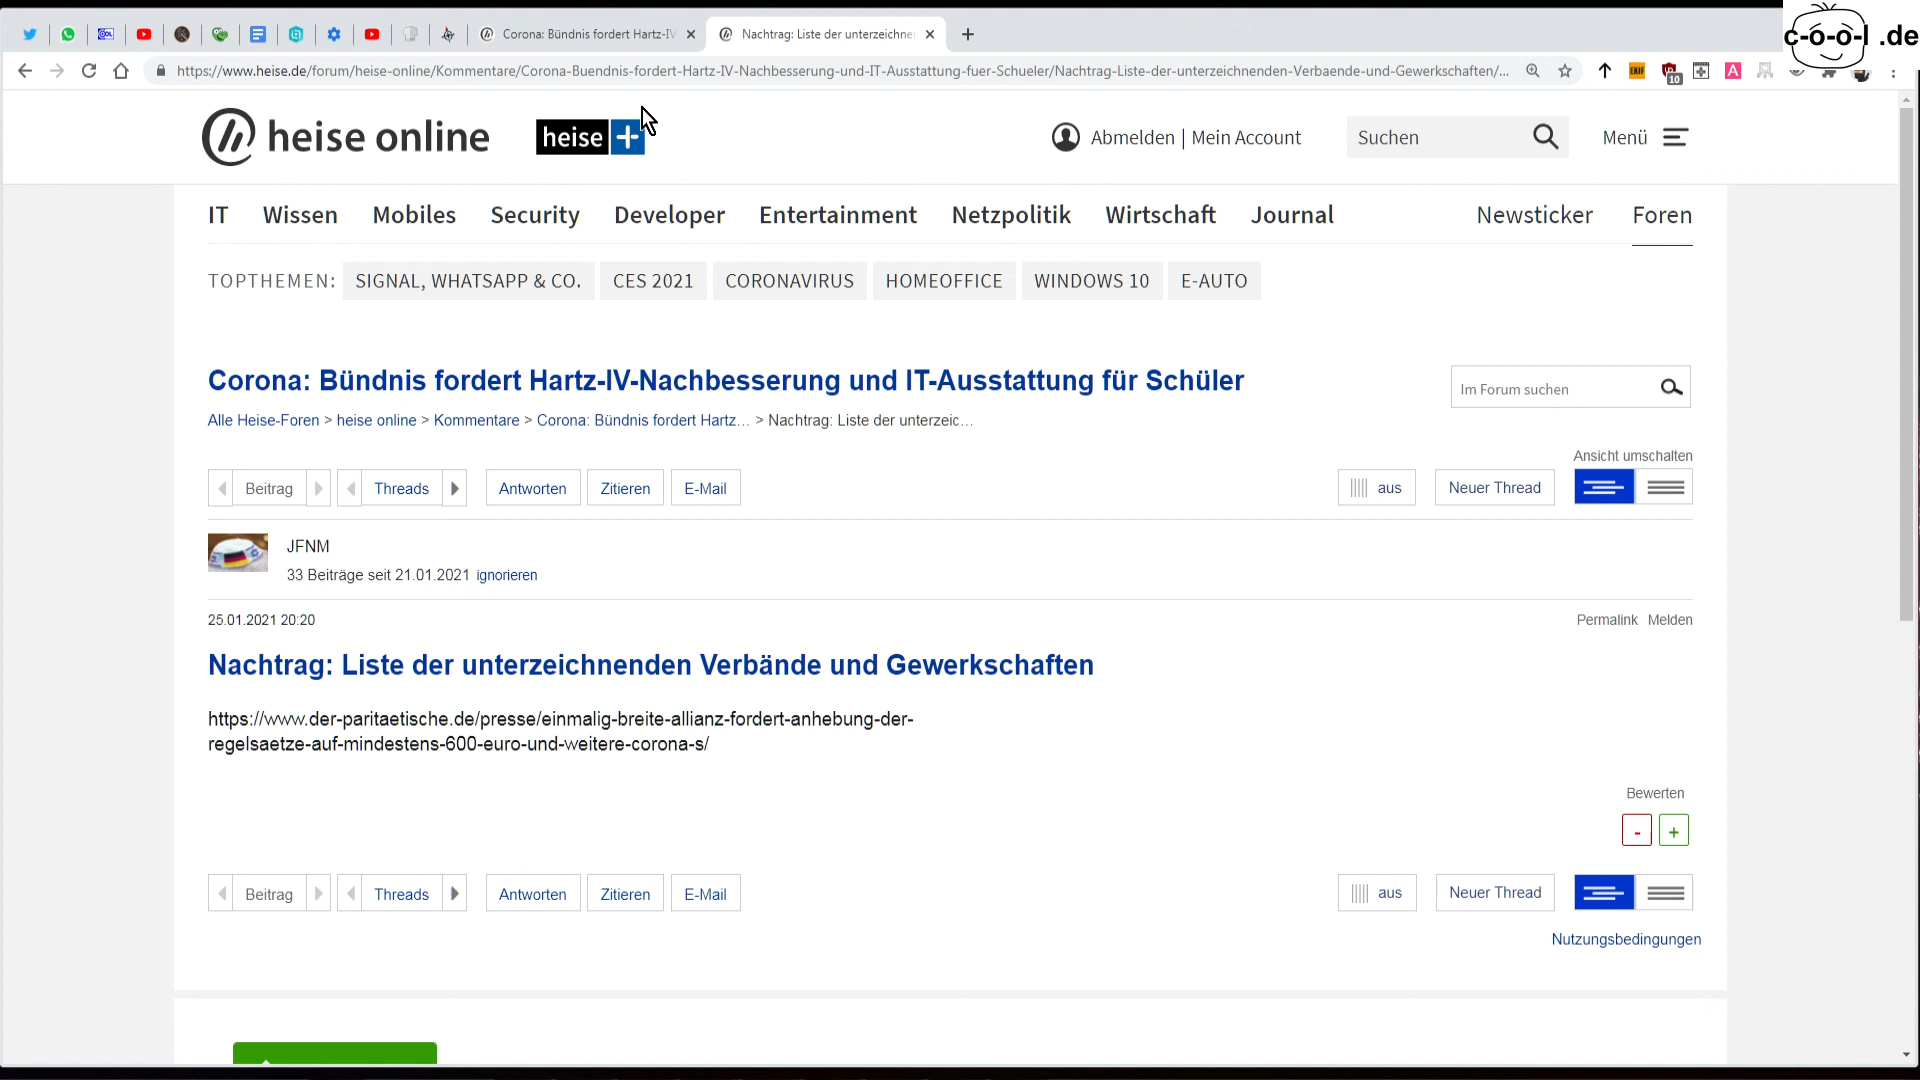 Corona: Bündnis fordert Hartz-IV
Nachtrag: Liste der unterzeichne
c-o-o-l .de
https://www.heise.de/forum/heise-online/Kommentare/Corona-Buendnis-fordert-Hartz-IV-Nachbesserung-und-IT-Ausstattung-fuer-Schueler/Nachtrag-Liste-der-unterzeichnenden-Verbaende-und-Gewerkschaften/...
EXIF
10
A
heise online
heise +
Abmelden | Mein Account
Suchen
Menü
IT Wissen Mobiles Security Developer Entertainment Netzpolitik Wirtschaft Journal Newsticker Foren
TOPTHEMEN: SIGNAL, WHATSAPP & CO. CES 2021 CORONAVIRUS HOMEOFFICE WINDOWS 10 E-AUTO
Corona: Bündnis fordert Hartz-IV-Nachbesserung und IT-Ausstattung für Schüler
Im Forum suchen
Alle Heise-Foren > heise online > Kommentare > Corona: Bündnis fordert Hartz… > Nachtrag: Liste der unterzeic…
Ansicht umschalten
Beitrag Threads Antworten Zitieren E-Mail aus Neuer Thread
JFNM
33 Beiträge seit 21.01.2021 ignorieren
25.01.2021 20:20 Permalink Melden
Nachtrag: Liste der unterzeichnenden Verbände und Gewerkschaften
https://www.der-paritaetische.de/presse/einmalig-breite-allianz-fordert-anhebung-der-
regelsaetze-auf-mindestens-600-euro-und-weitere-corona-s/
Bewerten
- +
Beitrag Threads Antworten Zitieren E-Mail aus Neuer Thread
Nutzungsbedingungen